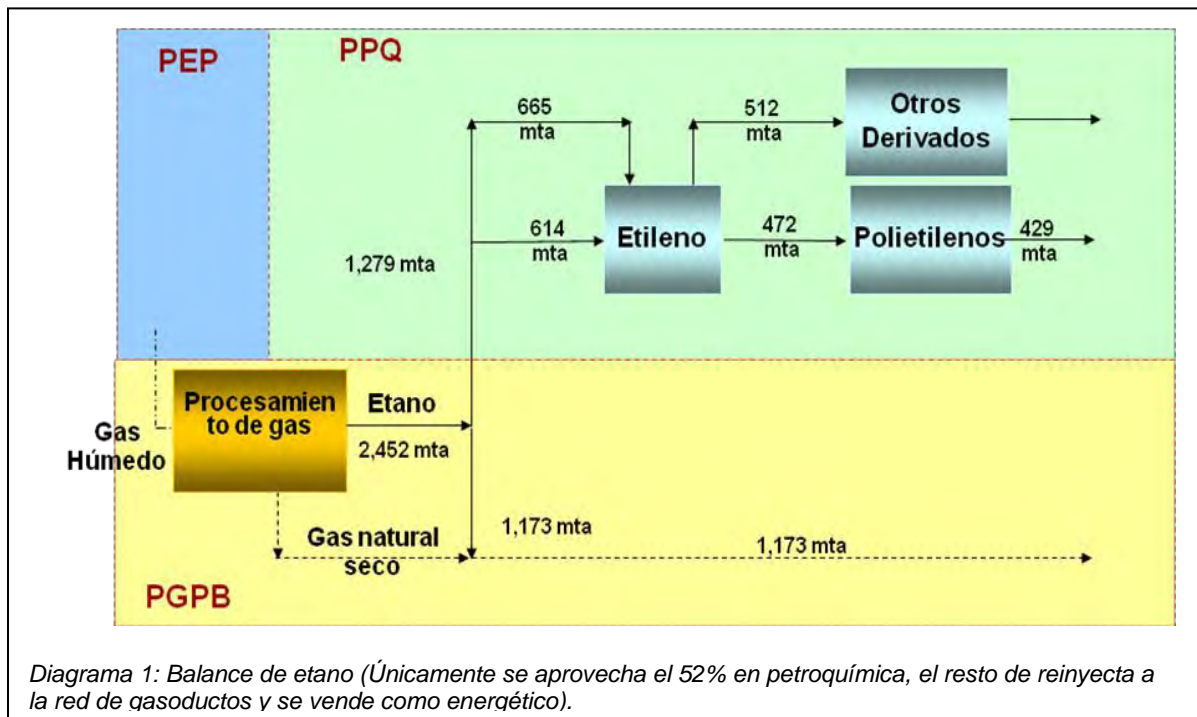 PEP
PPQ
665
mta
512
mta
Otros
Derivados
614
mta
Etileno
472
mta
Polietilenos
429
mta
1,279 mta
Procesamien
to de gas
Etano
2,452 mta
Gas
Húmedo
Gas natural
seco
1,173 mta
1,173 mta
PGPB
Diagrama 1: Balance de etano (Únicamente se aprovecha el 52% en petroquímica, el resto de reinyecta a
la red de gasoductos y se vende como energético).